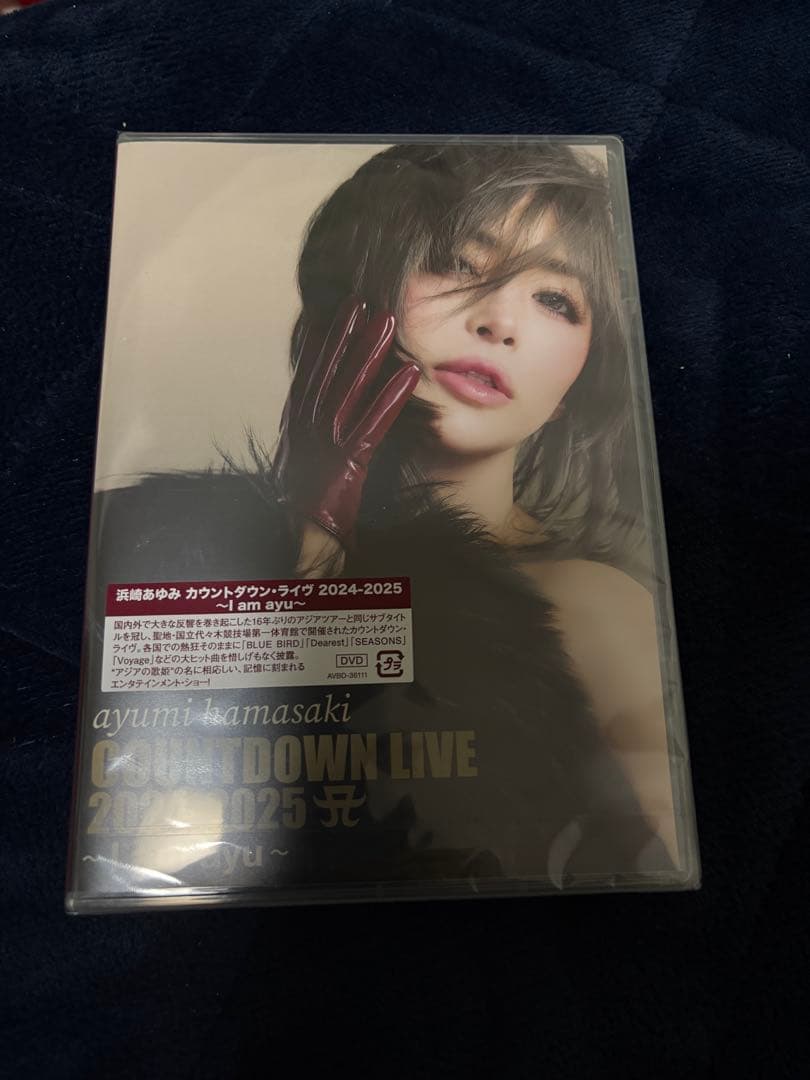 浜崎あゆみ カウントダウン・ライヴ 2024-2025
～I am ayu～
国内外で大きな反響を巻き起こした16年ぶりのアジアツアーと同じサブタイト
ルを冠し、聖地・国立代々木競技場第一体育館で開催されたカウントダウン・
ライヴ。各国での熱狂そのままに「BLUE BIRD」「Dearest」「SEASONS」
「Voyage」などの大ヒット曲を惜しげもなく披露。
"アジアの歌姫"の名に相応しい、記憶に刻まれる
エンタテインメント・ショー!
DVD
プラ
AVBD-36111
ayumi hamasaki
COUNTDOWN LIVE
2024-2025 A
~I am ayu~